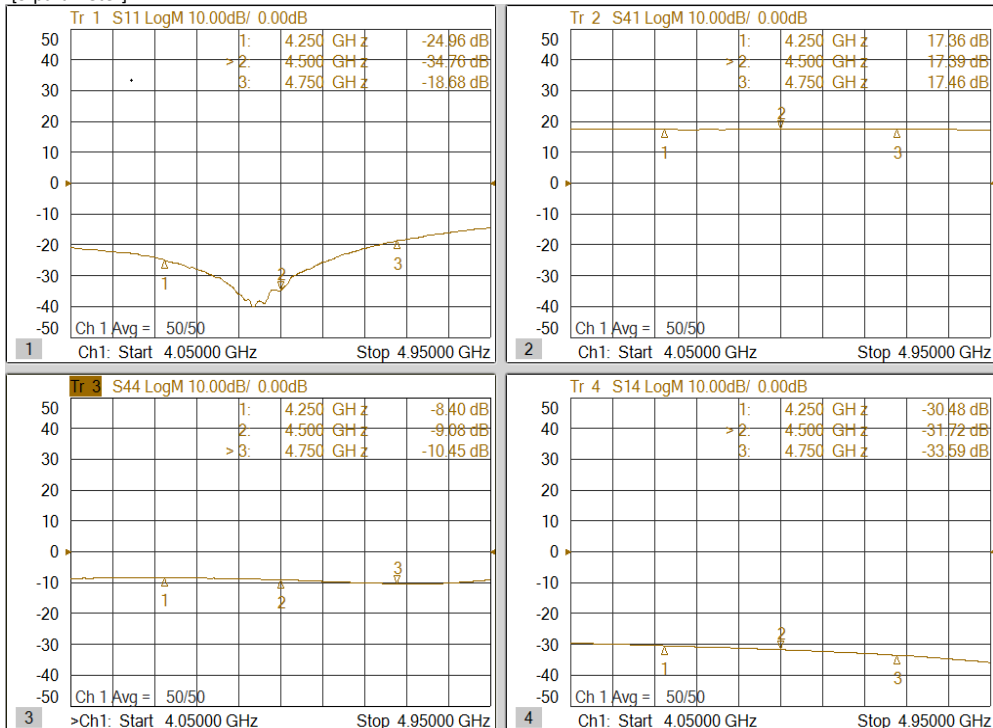 Tr 1 S11 LogM 10.00dB/ 0.00dB
50
40
30
20
10
0
-10
-20
-30
-40
-50
1: 4.250 GHz -24.96 dB
> 2: 4.500 GHz -34.76 dB
3: 4.750 GHz -18.68 dB
1
2
3
Ch 1 Avg = 50/50
1
Ch1: Start 4.05000 GHz Stop 4.95000 GHz
Tr 2 S41 LogM 10.00dB/ 0.00dB
50
40
30
20
10
0
-10
-20
-30
-40
-50
1: 4.250 GHz 17.36 dB
> 2: 4.500 GHz 17.39 dB
3: 4.750 GHz 17.46 dB
1
2
3
Ch 1 Avg = 50/50
2
Ch1: Start 4.05000 GHz Stop 4.95000 GHz
Tr 3 S44 LogM 10.00dB/ 0.00dB
50
40
30
20
10
0
-10
-20
-30
-40
-50
1: 4.250 GHz -8.40 dB
2: 4.500 GHz -9.08 dB
> 3: 4.750 GHz -10.45 dB
1
2
3
Ch 1 Avg = 50/50
3
>Ch1: Start 4.05000 GHz Stop 4.95000 GHz
Tr 4 S14 LogM 10.00dB/ 0.00dB
50
40
30
20
10
0
-10
-20
-30
-40
-50
1: 4.250 GHz -30.48 dB
> 2: 4.500 GHz -31.72 dB
3: 4.750 GHz -33.59 dB
1
2
3
Ch 1 Avg = 50/50
4
Ch1: Start 4.05000 GHz Stop 4.95000 GHz